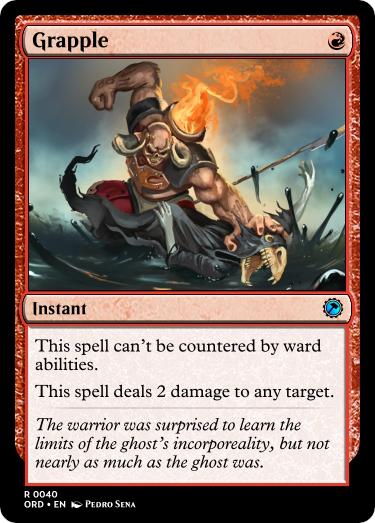 Grapple
Instant
This spell can't be countered by ward
abilities.
This spell deals 2 damage to any target.
The warrior was surprised to learn the
limits of the ghost's incorporeality, but not
nearly as much as the ghost was.
R 0040
ORD • EN Pedro Sena